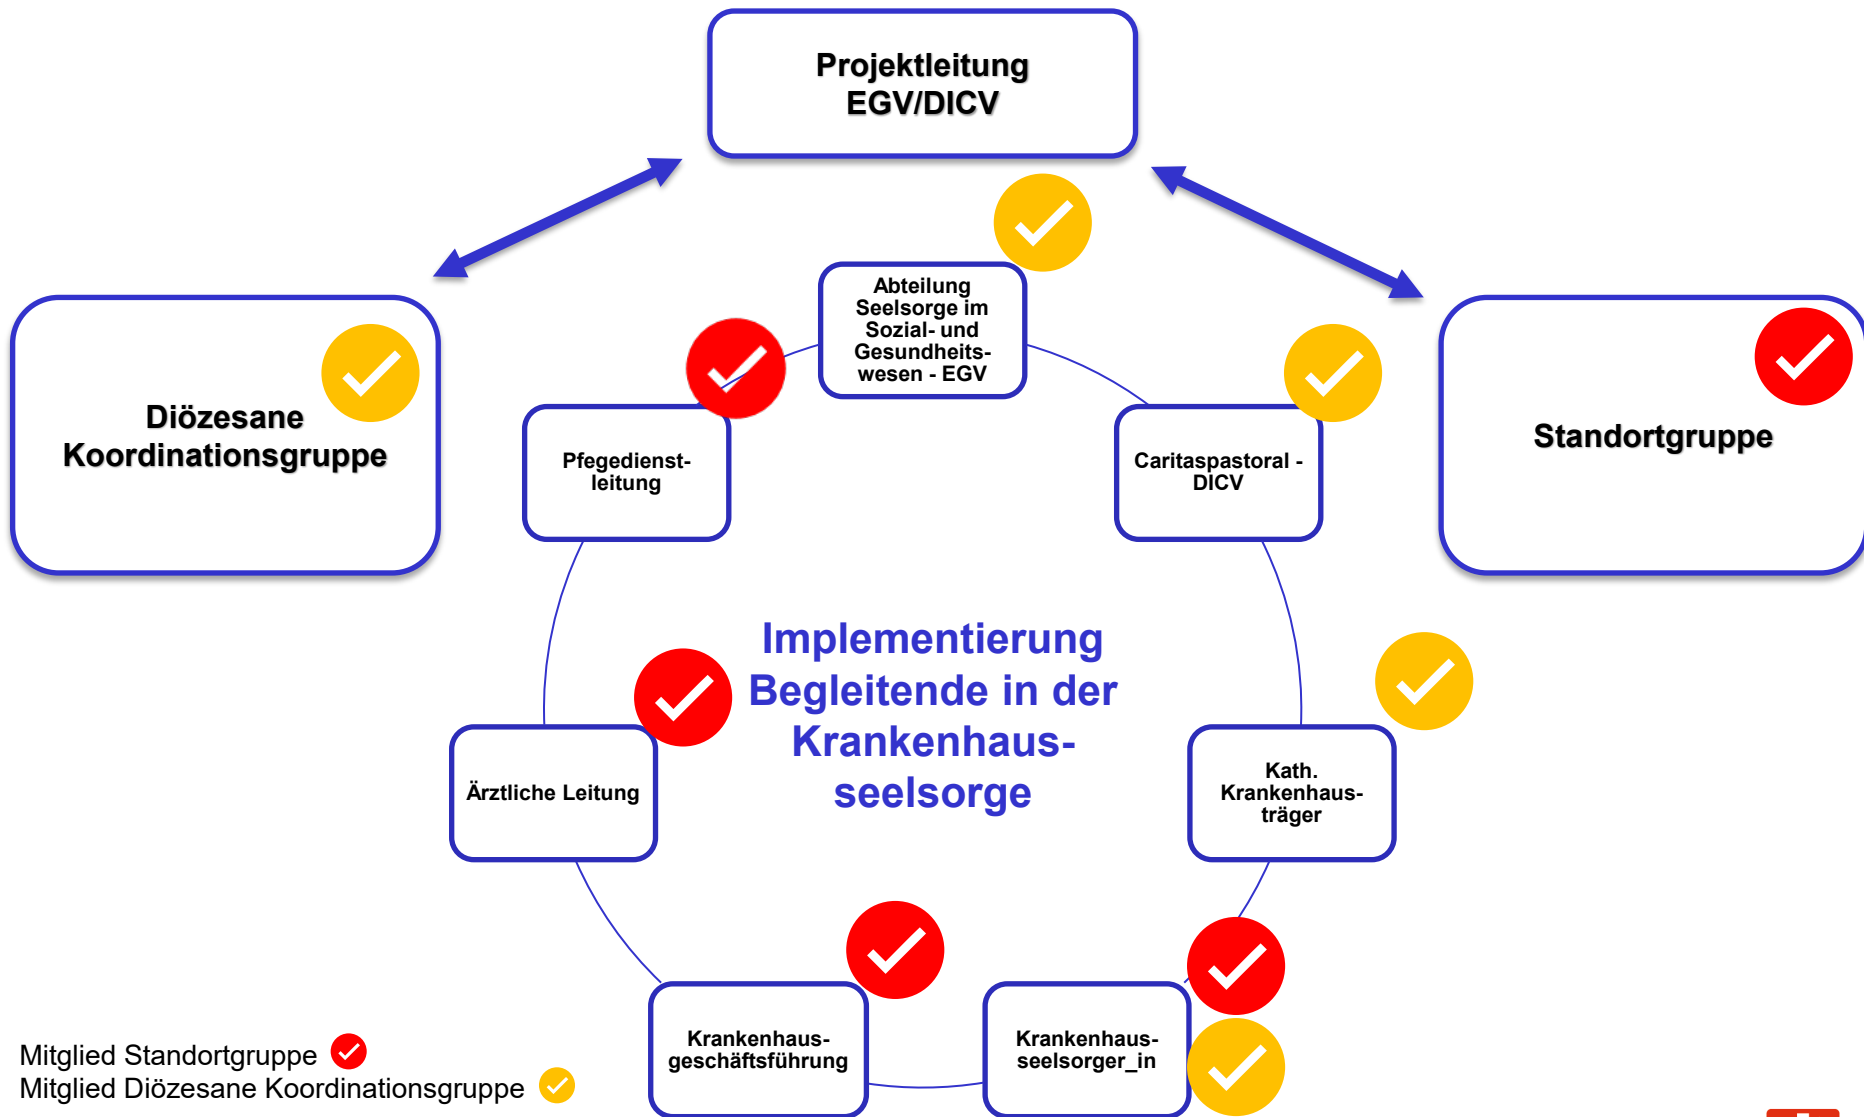 Projektleitung
EGV/DICV
Abteilung
Seelsorge im
Sozial- und
Gesundheits-
wesen - EGV
Diözesane
Koordinationsgruppe
Standortgruppe
Pfegedienst-
leitung
Caritaspastoral -
DICV
Implementierung
Begleitende in der
Krankenhaus-
seelsorge
Ärztliche Leitung
Kath.
Krankenhaus-
träger
Krankenhaus-
geschäftsführung
Krankenhaus-
seelsorger_in
Mitglied Standortgruppe
Mitglied Diözesane Koordinationsgruppe